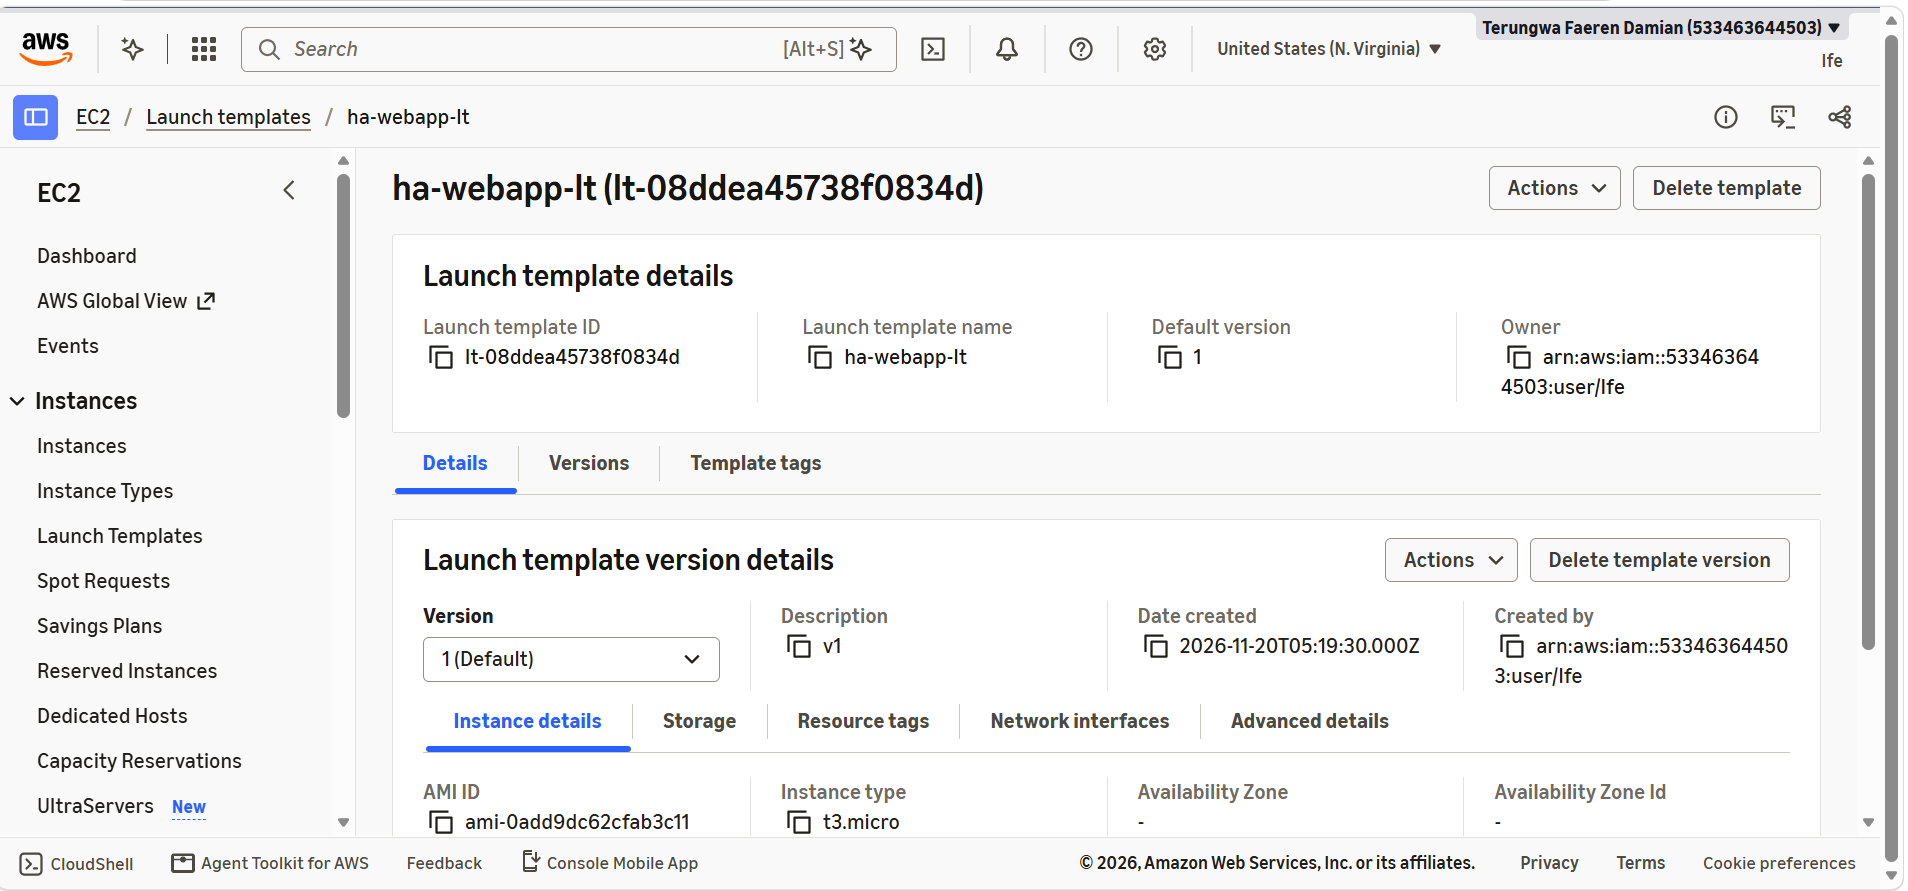 aws
Search
[Alt+S]
United States (N. Virginia)
Terungwa Faeren Damian (533463644503)
Ife
EC2 / Launch templates / ha-webapp-lt
EC2
Dashboard
AWS Global View
Events
Instances
Instances
Instance Types
Launch Templates
Spot Requests
Savings Plans
Reserved Instances
Dedicated Hosts
Capacity Reservations
UltraServers New
ha-webapp-lt (lt-08ddea45738f0834d)
Actions
Delete template
Launch template details
Launch template ID
lt-08ddea45738f0834d
Launch template name
ha-webapp-lt
Default version
1
Owner
arn:aws:iam::53346364
4503:user/Ife
Details
Versions
Template tags
Launch template version details
Actions
Delete template version
Version
1 (Default)
Description
v1
Date created
2026-11-20T05:19:30.000Z
Created by
arn:aws:iam::53346364450
3:user/Ife
Instance details
Storage
Resource tags
Network interfaces
Advanced details
AMI ID
ami-0add9dc62cfab3c11
Instance type
t3.micro
Availability Zone
-
Availability Zone Id
-
CloudShell
Agent Toolkit for AWS
Feedback
Console Mobile App
© 2026, Amazon Web Services, Inc. or its affiliates.
Privacy
Terms
Cookie preferences